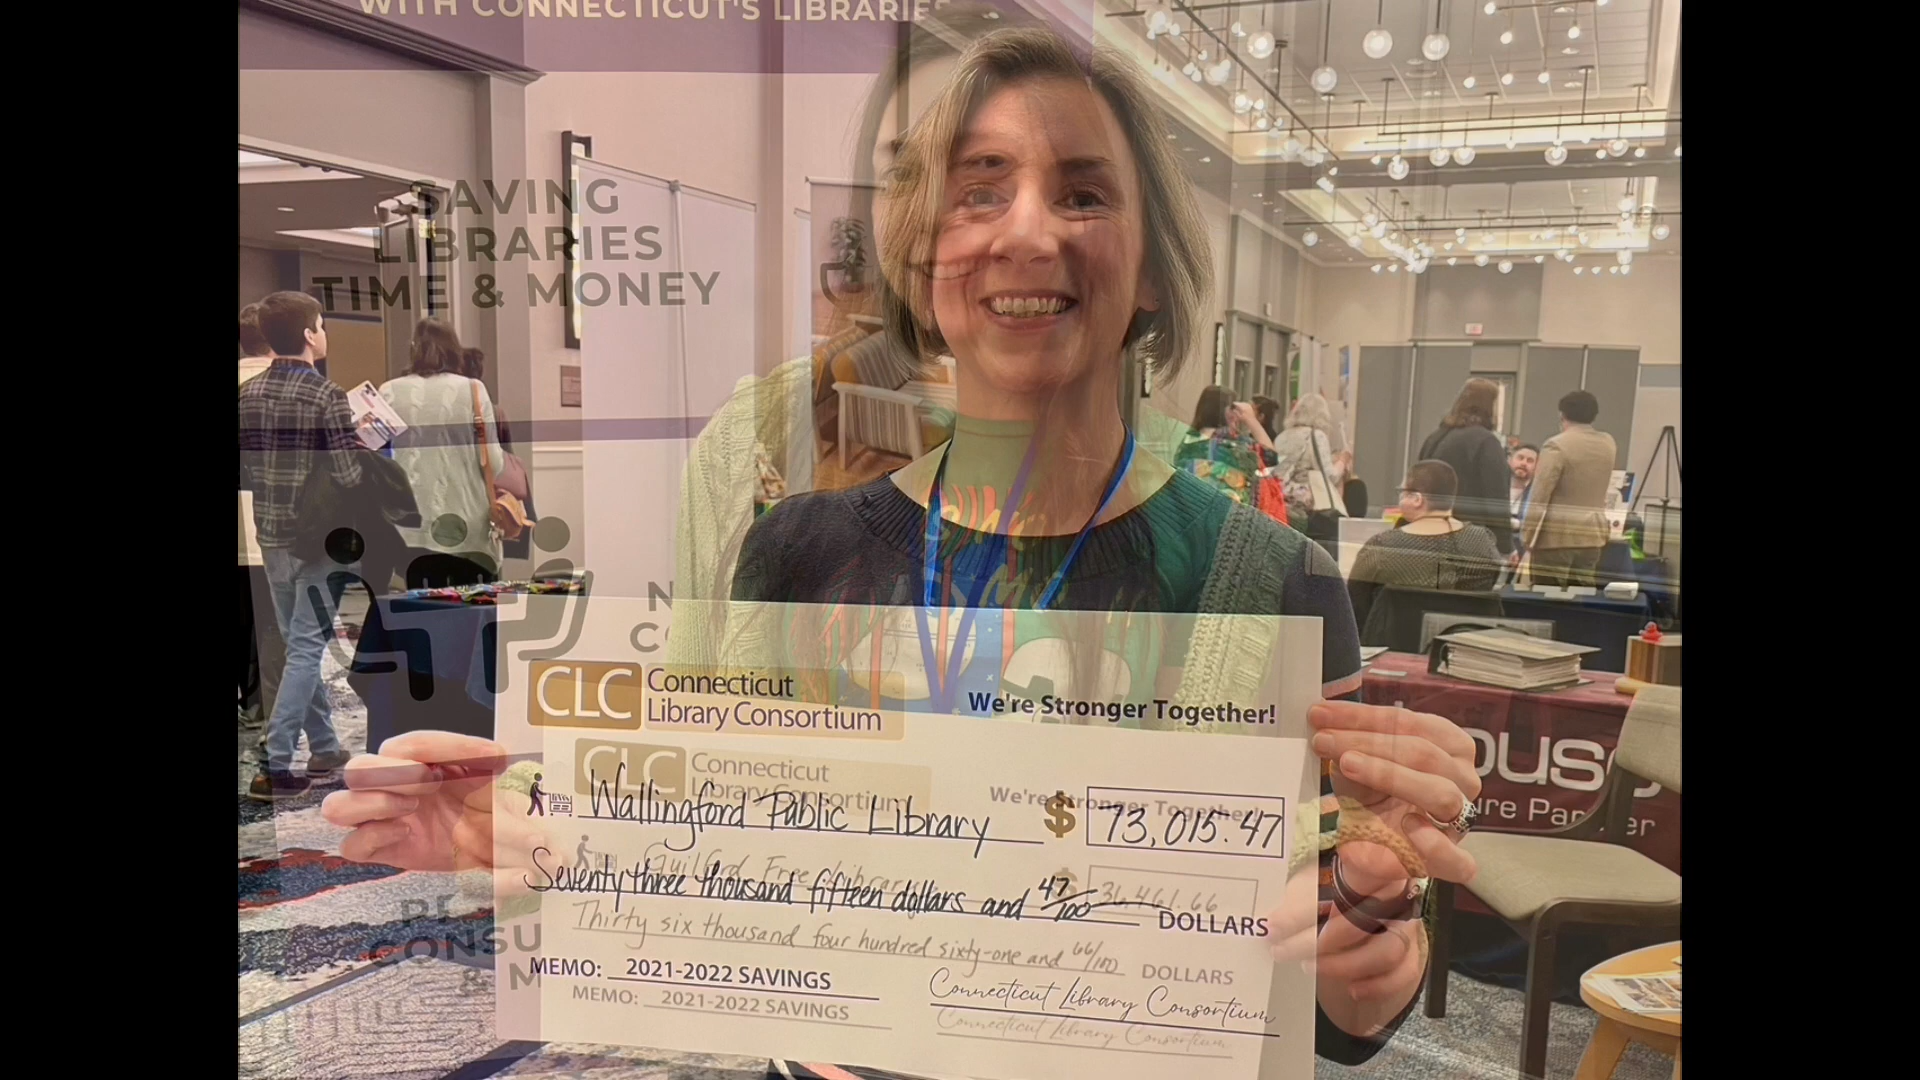 WITH CONNECTICUT'S LIBRARIES
SAVING
LIBRARIES
TIME & MONEY
N
CLC Connecticut
Library Consortium
We're Stronger Together!
CLC Connecticut
Library Consortium
We're Stronger Together!
Wallingford Public Library $ 73,015.47
Guilford Free Library $ 36,461.66
Seventy three thousand fifteen dollars and 47/100 DOLLARS
Thirty six thousand four hundred sixty-one and 66/100 DOLLARS
MEMO: 2021-2022 SAVINGS
Connecticut Library Consortium
MEMO: 2021-2022 SAVINGS
Connecticut Library Consortium
CONSU
& M